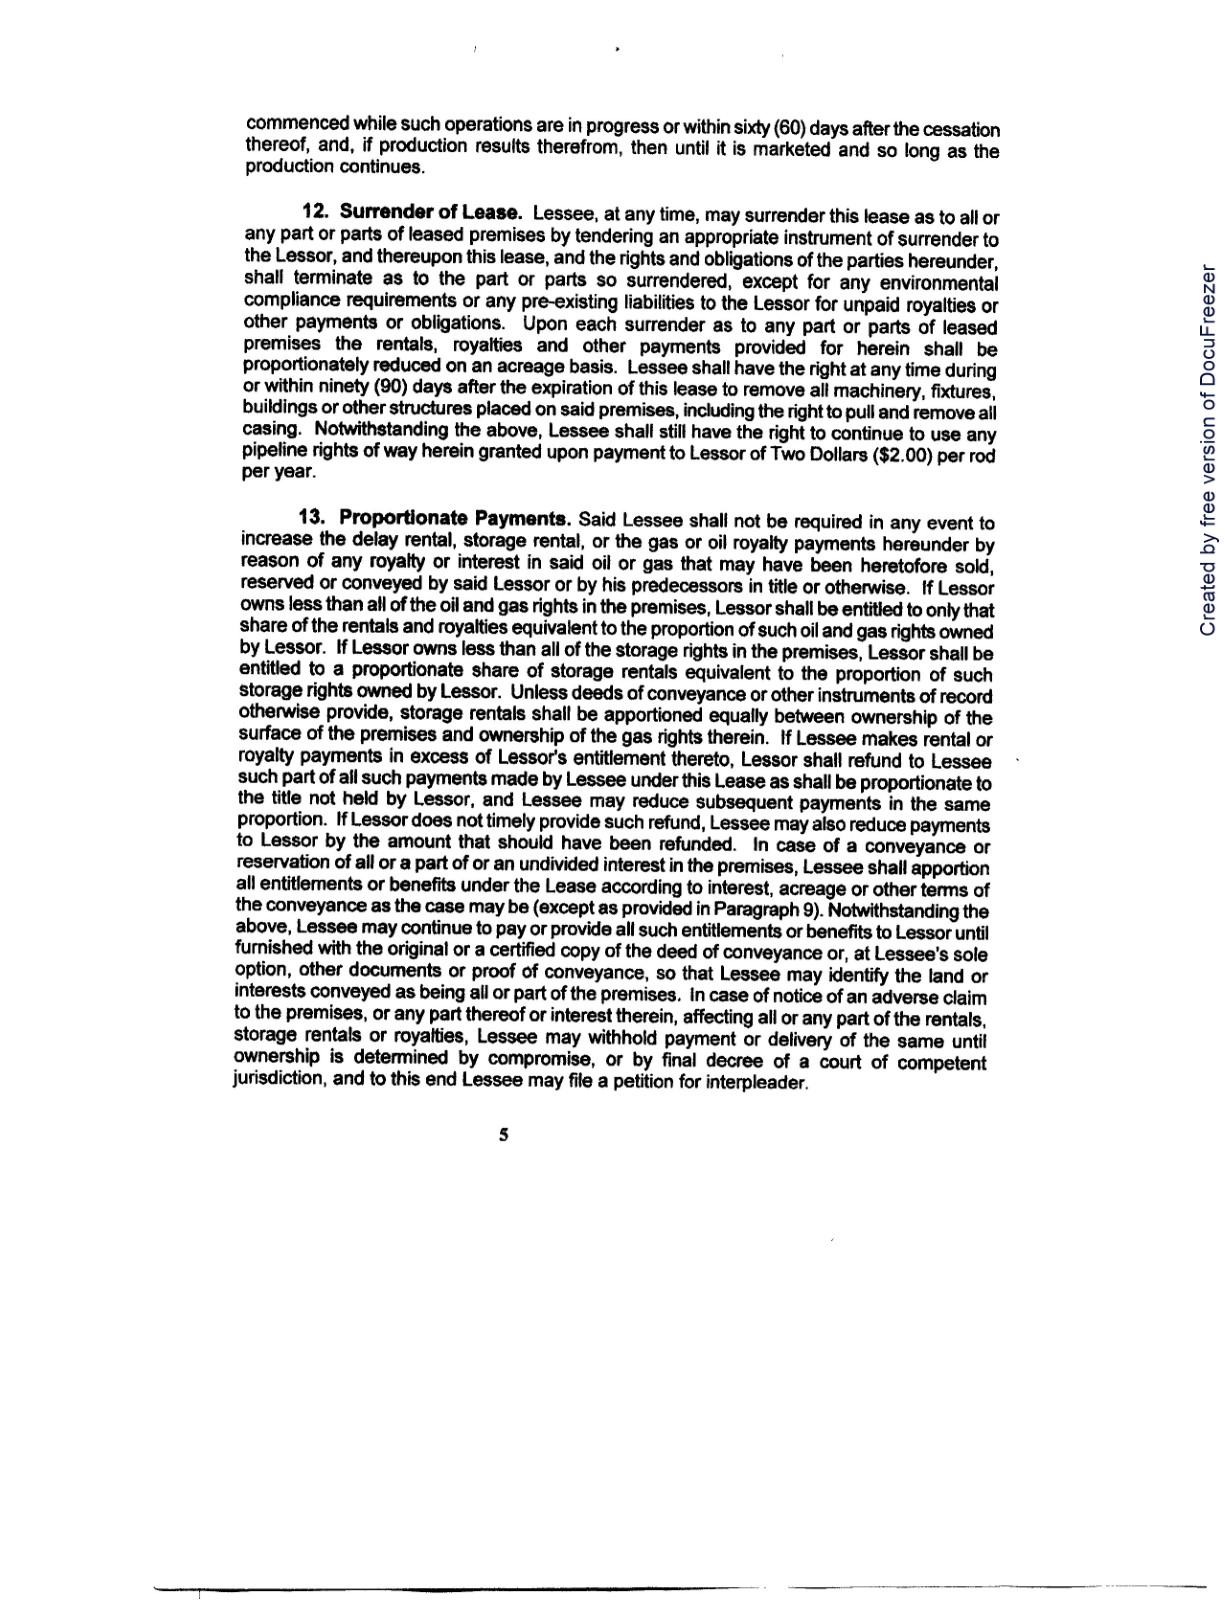 commenced while such operations are in progress or within sixty (60) days after the cessation
thereof, and, if production results therefrom, then until it is marketed and so long as the
production continues.
12. Surrender of Lease. Lessee, at any time, may surrender this lease as to all or
any part or parts of leased premises by tendering an appropriate instrument of surrender to
the Lessor, and thereupon this lease, and the rights and obligations of the parties hereunder,
shall terminate as to the part or parts so surrendered, except for any environmental
compliance requirements or any pre-existing liabilities to the Lessor for unpaid royalties or
other payments or obligations. Upon each surrender as to any part or parts of leased
premises the rentals, royalties and other payments provided for herein shall be
proportionately reduced on an acreage basis. Lessee shall have the right at any time during
or within ninety (90) days after the expiration of this lease to remove all machinery, fixtures,
buildings or other structures placed on said premises, including the right to pull and remove all
casing. Notwithstanding the above, Lessee shall still have the right to continue to use any
pipeline rights of way herein granted upon payment to Lessor of Two Dollars ($2.00) per rod
per year.
13. Proportionate Payments. Said Lessee shall not be required in any event to
increase the delay rental, storage rental, or the gas or oil royalty payments hereunder by
reason of any royalty or interest in said oil or gas that may have been heretofore sold,
reserved or conveyed by said Lessor or by his predecessors in title or otherwise. If Lessor
owns less than all of the oil and gas rights in the premises, Lessor shall be entitled to only that
share of the rentals and royalties equivalent to the proportion of such oil and gas rights owned
by Lessor. If Lessor owns less than all of the storage rights in the premises, Lessor shall be
entitled to a proportionate share of storage rentals equivalent to the proportion of such
storage rights owned by Lessor. Unless deeds of conveyance or other instruments of record
otherwise provide, storage rentals shall be apportioned equally between ownership of the
surface of the premises and ownership of the gas rights therein. If Lessee makes rental or
royalty payments in excess of Lessor's entitlement thereto, Lessor shall refund to Lessee
such part of all such payments made by Lessee under this Lease as shall be proportionate to
the title not held by Lessor, and Lessee may reduce subsequent payments in the same
proportion. If Lessor does not timely provide such refund, Lessee may also reduce payments
to Lessor by the amount that should have been refunded. In case of a conveyance or
reservation of all or a part of or an undivided interest in the premises, Lessee shall apportion
all entitlements or benefits under the Lease according to interest, acreage or other terms of
the conveyance as the case may be (except as provided in Paragraph 9). Notwithstanding the
above, Lessee may continue to pay or provide all such entitlements or benefits to Lessor until
furnished with the original or a certified copy of the deed of conveyance or, at Lessee's sole
option, other documents or proof of conveyance, so that Lessee may identify the land or
interests conveyed as being all or part of the premises. In case of notice of an adverse claim
to the premises, or any part thereof or interest therein, affecting all or any part of the rentals,
storage rentals or royalties, Lessee may withhold payment or delivery of the same until
ownership is determined by compromise, or by final decree of a court of competent
jurisdiction, and to this end Lessee may file a petition for interpleader.
5
Created by free version of DocuFreezer